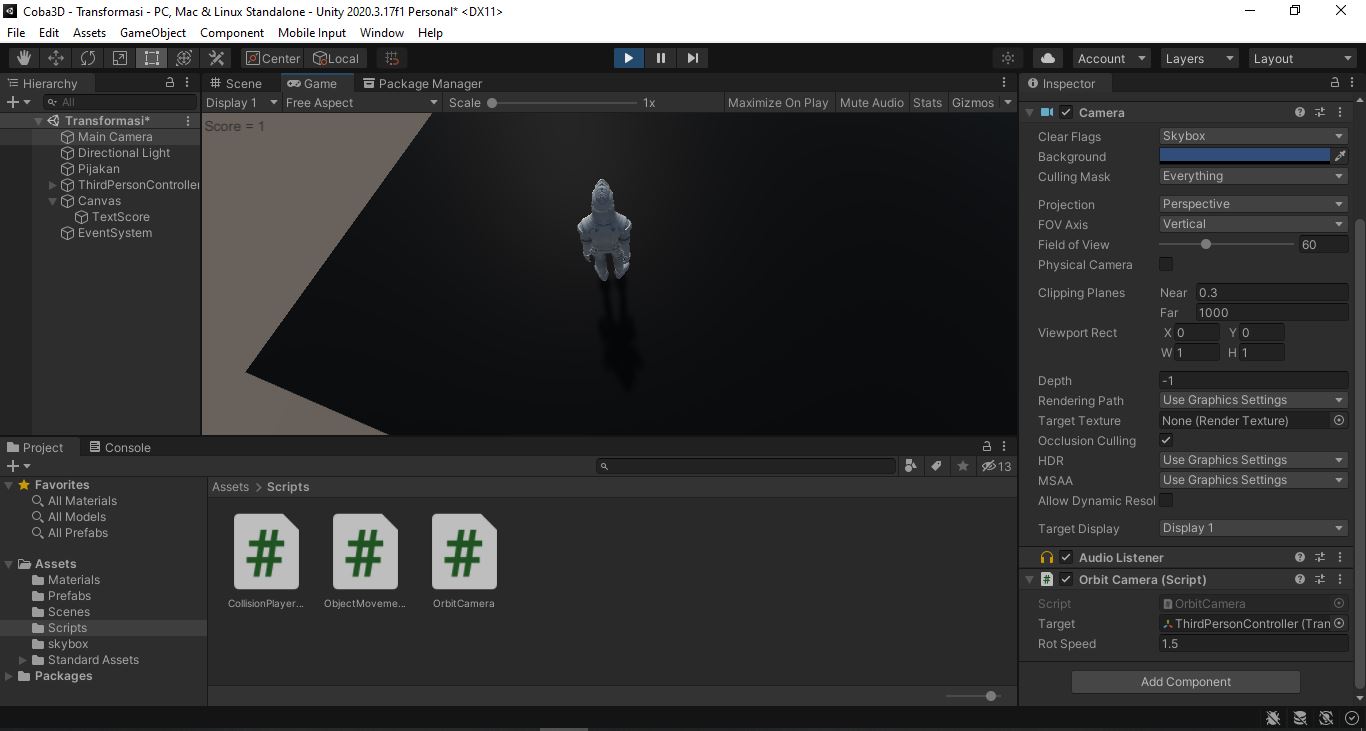 Coba3D - Transformasi - PC, Mac & Linux Standalone - Unity 2020.3.17f1 Personal* <DX11>
File Edit Assets GameObject Component Mobile Input Window Help
Center Local Account Layers Layout
Hierarchy
All
Transformasi*
Main Camera
Directional Light
Pijakan
ThirdPersonController
Canvas
TextScore
EventSystem
Scene Game Package Manager
Display 1 Free Aspect Scale 1x Maximize On Play Mute Audio Stats Gizmos
Score = 1
Project Console
13
Favorites
All Materials
All Models
All Prefabs
Assets
Materials
Prefabs
Scenes
Scripts
skybox
Standard Assets
Packages
Assets > Scripts
CollisionPlayer... ObjectMoveme... OrbitCamera
Inspector
Camera
Clear Flags Skybox
Background
Culling Mask Everything
Projection Perspective
FOV Axis Vertical
Field of View 60
Physical Camera
Clipping Planes Near 0.3
Far 1000
Viewport Rect X 0 Y 0
W 1 H 1
Depth -1
Rendering Path Use Graphics Settings
Target Texture None (Render Texture)
Occlusion Culling
HDR Use Graphics Settings
MSAA Use Graphics Settings
Allow Dynamic Resol
Target Display Display 1
Audio Listener
# Orbit Camera (Script)
Script OrbitCamera
Target ThirdPersonController (Tran
Rot Speed 1.5
Add Component